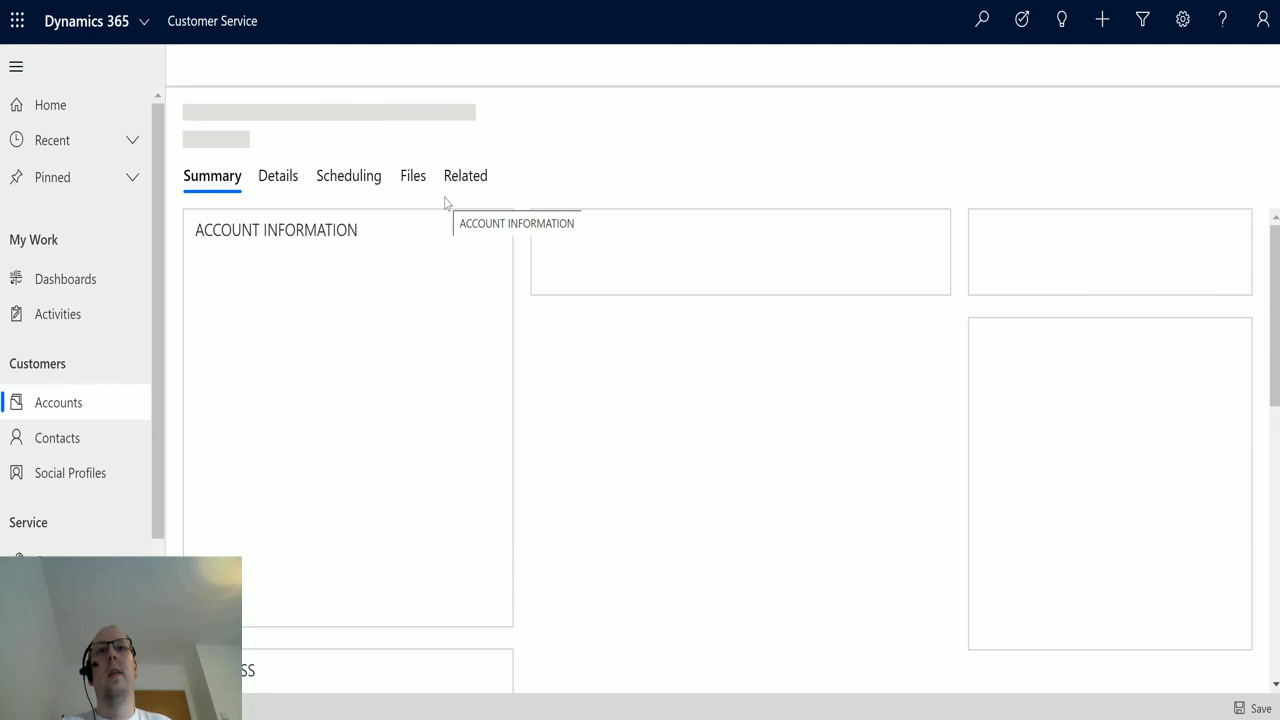 Dynamics 365
Customer Service
Home
Recent
Pinned
My Work
Dashboards
Activities
Customers
Accounts
Contacts
Social Profiles
Service
Summary
Details
Scheduling
Files
Related
ACCOUNT INFORMATION
ACCOUNT INFORMATION
SS
Save